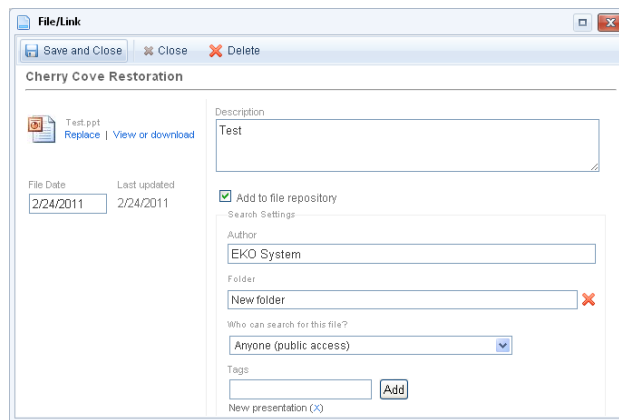 File/Link
Save and Close Close Delete
Cherry Cove Restoration
Test.ppt
Replace | View or download
File Date Last updated
2/24/2011 2/24/2011
Description
Test
Add to file repository
Search Settings
Author
EKO System
Folder
New folder
Who can search for this file?
Anyone (public access)
Tags
Add
New presentation (X)